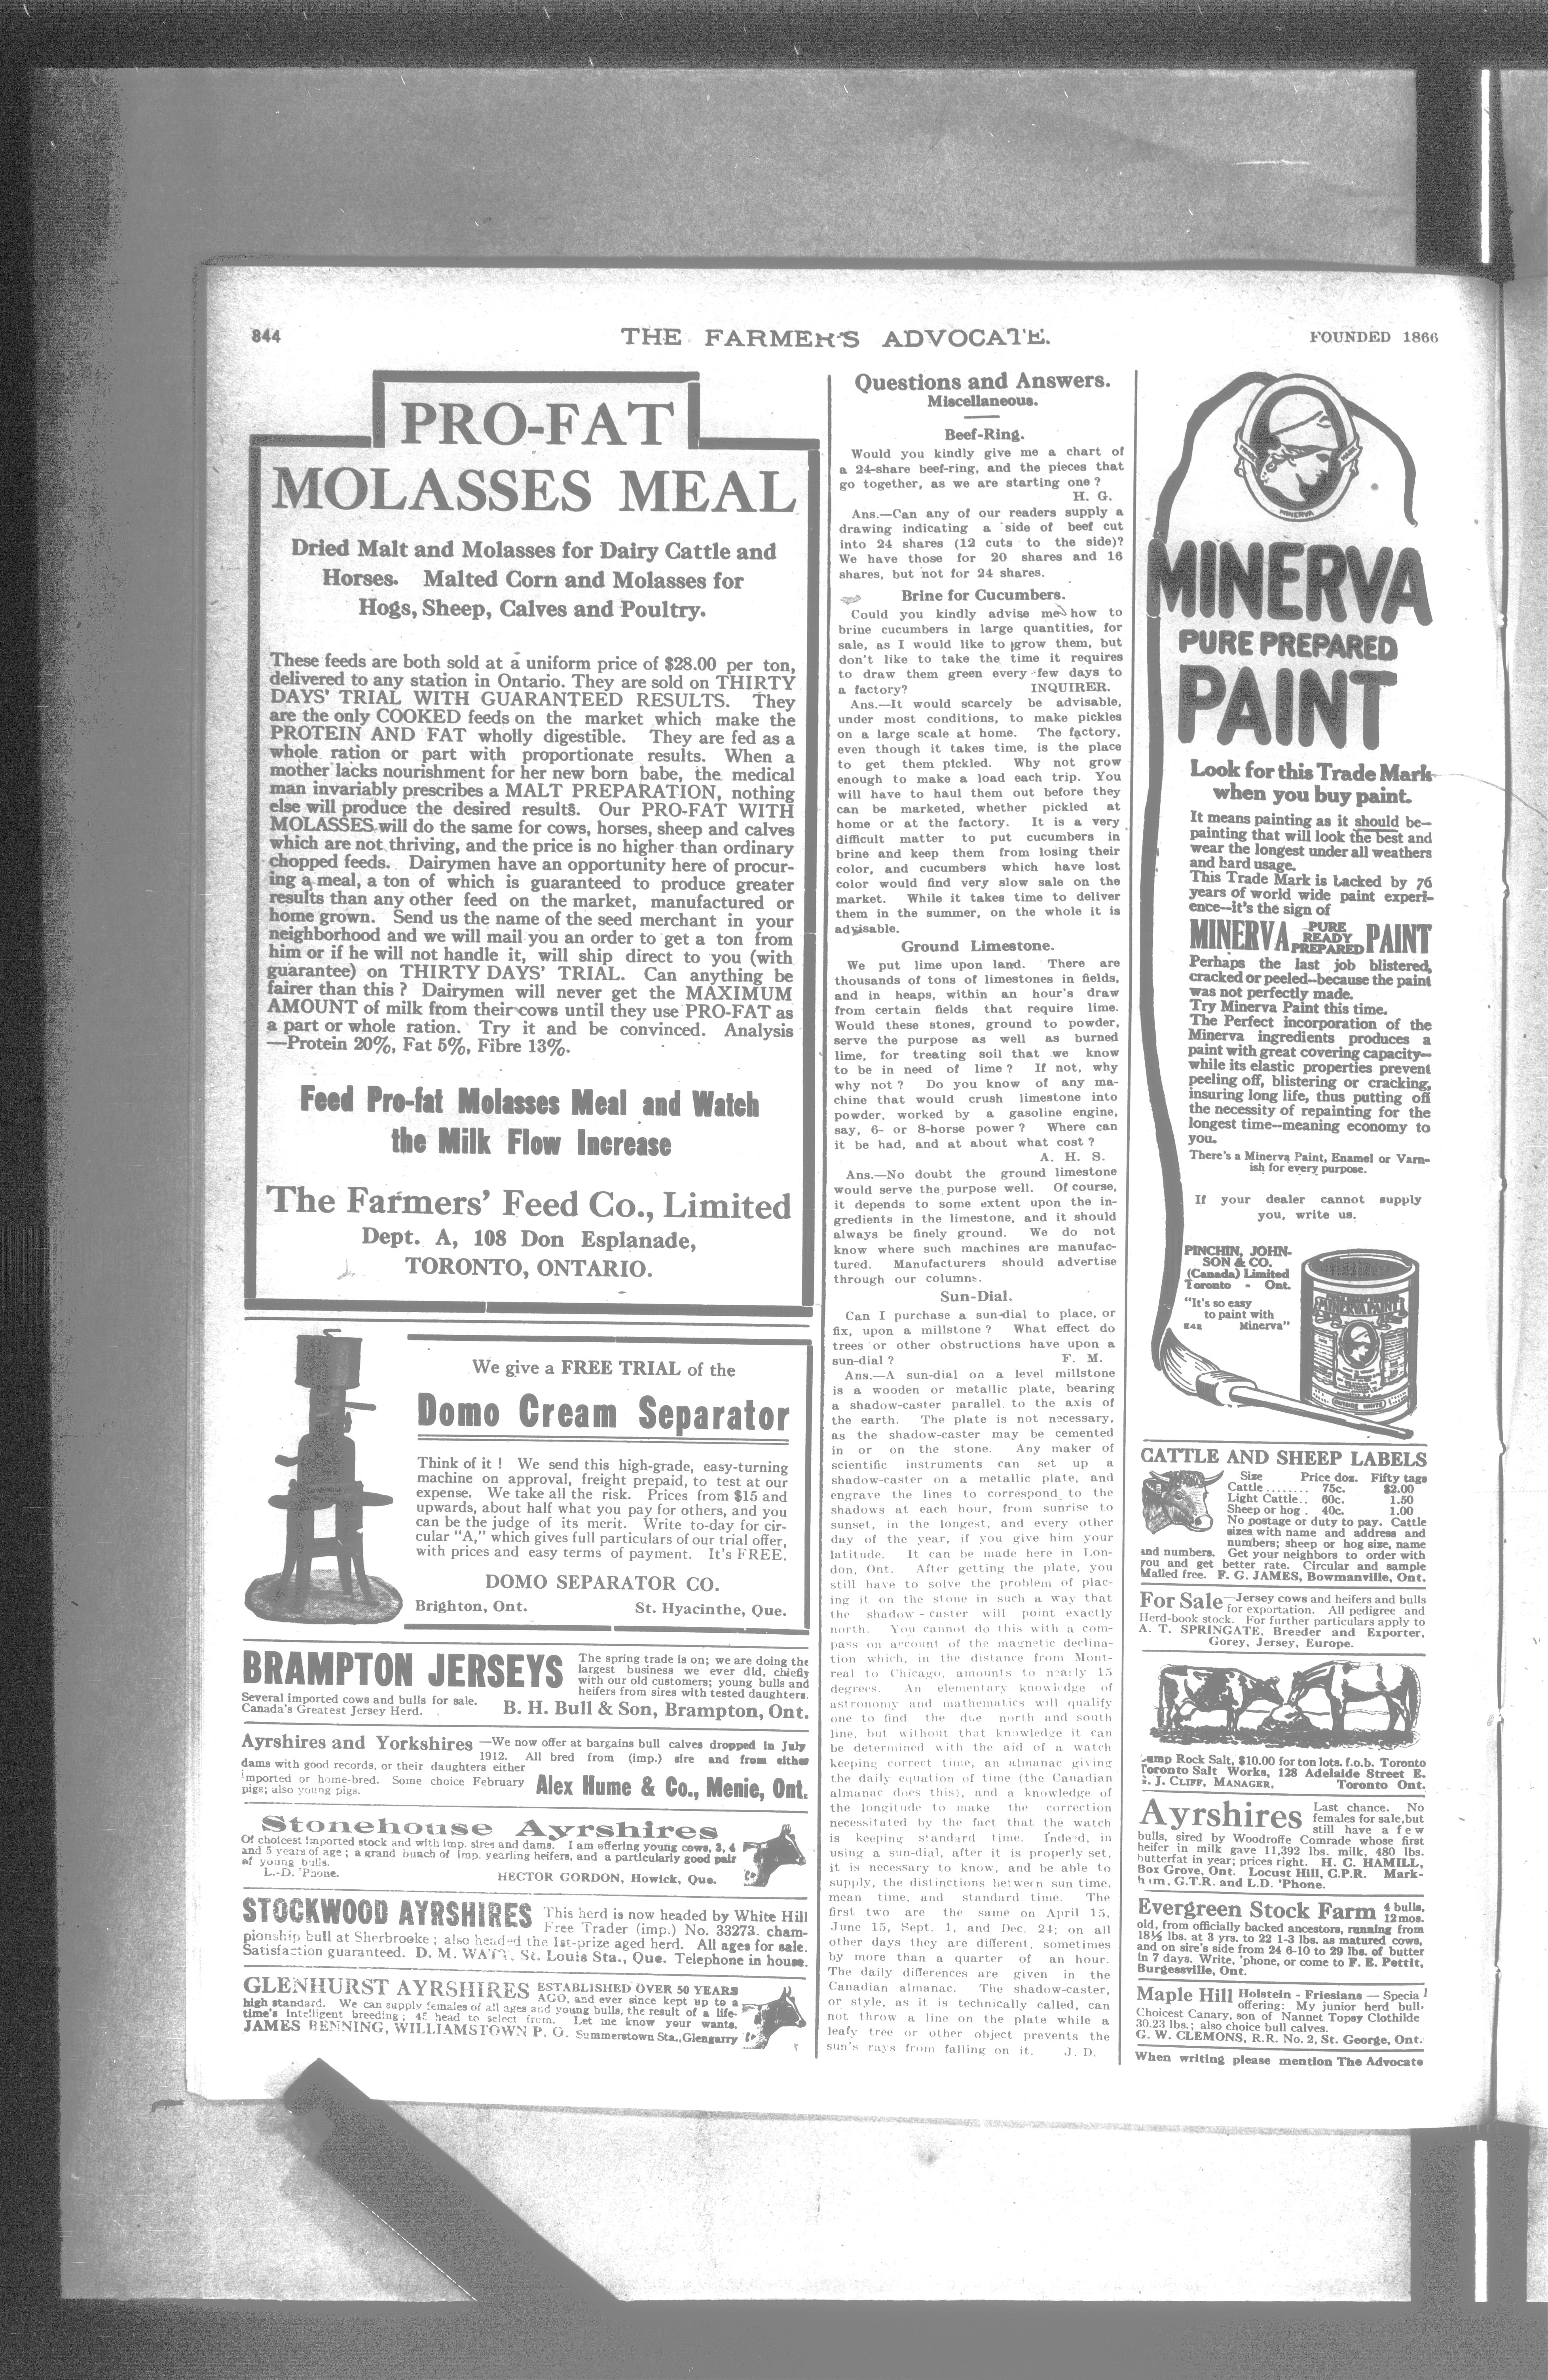 844
THE FARMER'S ADVOCATE.
FOUNDED 1866
PRO-FAT
MOLASSES MEAL
Dried Malt and Molasses for Dairy Cattle and
Horses. Malted Corn and Molasses for
Hogs, Sheep, Calves and Poultry.
These feeds are both sold at a uniform price of $28.00 per ton,
delivered to any station in Ontario. They are sold on THIRTY
DAYS' TRIAL WITH GUARANTEED RESULTS. They
are the only COOKED feeds on the market which make the
PROTEIN AND FAT wholly digestible. They are fed as a
whole ration or part with proportionate results. When a
mother lacks nourishment for her new born babe, the medical
man invariably prescribes a MALT PREPARATION, nothing
else will produce the desired results. Our PRO-FAT WITH
MOLASSES will do the same for cows, horses, sheep and calves
which are not thriving, and the price is no higher than ordinary
chopped feeds. Dairymen have an opportunity here of procur-
ing a meal, a ton of which is guaranteed to produce greater
results than any other feed on the market, manufactured or
home grown. Send us the name of the seed merchant in your
neighborhood and we will mail you an order to get a ton from
him or if he will not handle it, will ship direct to you (with
guarantee) on THIRTY DAYS' TRIAL. Can anything be
fairer than this ? Dairymen will never get the MAXIMUM
AMOUNT of milk from their cows until they use PRO-FAT as
a part or whole ration. Try it and be convinced. Analysis
—Protein 20%, Fat 5%, Fibre 13%.
Feed Pro-fat Molasses Meal and Watch
the Milk Flow Increase
The Farmers' Feed Co., Limited
Dept. A, 108 Don Esplanade,
TORONTO, ONTARIO.
We give a FREE TRIAL of the
Domo Cream Separator
Think of it ! We send this high-grade, easy-turning
machine on approval, freight prepaid, to test at our
expense. We take all the risk. Prices from $15 and
upwards, about half what you pay for others, and you
can be the judge of its merit. Write to-day for cir-
cular "A," which gives full particulars of our trial offer,
with prices and easy terms of payment. It's FREE.
DOMO SEPARATOR CO.
Brighton, Ont. St. Hyacinthe, Que.
BRAMPTON JERSEYS
The spring trade is on; we are doing the
largest business we ever did, chiefly
with our old customers; young bulls and
heifers from sires with tested daughters.
Several imported cows and bulls for sale.
Canada's Greatest Jersey Herd.
B. H. Bull & Son, Brampton, Ont.
Ayrshires and Yorkshires —We now offer at bargains bull calves dropped in July
1912. All bred from (imp.) sire and from either
dams with good records, or their daughters either
imported or home-bred. Some choice February
pigs; also young pigs.
Alex Hume & Co., Menie, Ont.
Stonehouse Ayrshires
Of choicest imported stock and with imp. sires and dams. I am offering young cows, 3, 4
and 5 years of age ; a grand bunch of imp. yearling heifers, and a particularly good pair
of young bulls.
L.-D. 'Phone. HECTOR GORDON, Howick, Que.
STOCKWOOD AYRSHIRES This herd is now headed by White Hill
Free Trader (imp.) No. 33273, cham-
pionship bull at Sherbrooke ; also headed the 1st-prize aged herd. All ages for sale.
Satisfaction guaranteed. D. M. WATT, St. Louis Sta., Que. Telephone in house.
GLENHURST AYRSHIRES ESTABLISHED OVER 50 YEARS
AGO, and ever since kept up to a
high standard. We can supply females of all ages and young bulls, the result of a life-
time's intelligent breeding ; 45 head to select from. Let me know your wants.
JAMES BENNING, WILLIAMSTOWN P. O. Summerstown Sta., Glengarry
Questions and Answers.
Miscellaneous.
Beef-Ring.
Would you kindly give me a chart of
a 24-share beef-ring, and the pieces that
go together, as we are starting one ?
H. G.
Ans.—Can any of our readers supply a
drawing indicating a side of beef cut
into 24 shares (12 cuts to the side)?
We have those for 20 shares and 16
shares, but not for 24 shares.
Brine for Cucumbers.
Could you kindly advise me how to
brine cucumbers in large quantities, for
sale, as I would like to grow them, but
don't like to take the time it requires
to draw them green every few days to
a factory? INQUIRER.
Ans.—It would scarcely be advisable,
under most conditions, to make pickles
on a large scale at home. The factory,
even though it takes time, is the place
to get them pickled. Why not grow
enough to make a load each trip. You
will have to haul them out before they
can be marketed, whether pickled at
home or at the factory. It is a very
difficult matter to put cucumbers in
brine and keep them from losing their
color, and cucumbers which have lost
color would find very slow sale on the
market. While it takes time to deliver
them in the summer, on the whole it is
advisable.
Ground Limestone.
We put lime upon land. There are
thousands of tons of limestones in fields,
and in heaps, within an hour's draw
from certain fields that require lime.
Would these stones, ground to powder,
serve the purpose as well as burned
lime, for treating soil that we know
to be in need of lime ? If not, why
why not ? Do you know of any ma-
chine that would crush limestone into
powder, worked by a gasoline engine,
say, 6- or 8-horse power ? Where can
it be had, and at about what cost ?
A. H. S.
Ans.—No doubt the ground limestone
would serve the purpose well. Of course,
it depends to some extent upon the in-
gredients in the limestone, and it should
always be finely ground. We do not
know where such machines are manufac-
tured. Manufacturers should advertise
through our columns.
Sun-Dial.
Can I purchase a sun-dial to place, or
fix, upon a millstone ? What effect do
trees or other obstructions have upon a
sun-dial ? F. M.
Ans.—A sun-dial on a level millstone
is a wooden or metallic plate, bearing
a shadow-caster parallel to the axis of
the earth. The plate is not necessary,
as the shadow-caster may be cemented
in or on the stone. Any maker of
scientific instruments can set up a
shadow-caster on a metallic plate, and
engrave the lines to correspond to the
shadows at each hour, from sunrise to
sunset, in the longest, and every other
day of the year, if you give him your
latitude. It can be made here in Lon-
don, Ont. After getting the plate, you
still have to solve the problem of plac-
ing it on the stone in such a way that
the shadow-caster will point exactly
north. You cannot do this with a com-
pass on account of the magnetic declina-
tion which, in the distance from Mont-
real to Chicago, amounts to nearly 15
degrees. An elementary knowledge of
astronomy and mathematics will qualify
one to find the due north and south
line, but without that knowledge it can
be determined with the aid of a watch
keeping correct time, an almanac giving
the daily equation of time (the Canadian
almanac does this), and a knowledge of
the longitude to make the correction
necessitated by the fact that the watch
is keeping standard time. Indeed, in
using a sun-dial, after it is properly set,
it is necessary to know, and be able to
supply, the distinctions between sun time,
mean time, and standard time. The
first two are the same on April 15,
June 15, Sept. 1, and Dec. 24; on all
other days they are different, sometimes
by more than a quarter of an hour.
The daily differences are given in the
Canadian almanac. The shadow-caster,
or style, as it is technically called, can
not throw a line on the plate while a
leafy tree or other object prevents the
sun's rays from falling on it. J. D.
MINERVA
MINERVA
PURE PREPARED
PAINT
Look for this Trade Mark
when you buy paint.
It means painting as it should be—
painting that will look the best and
wear the longest under all weathers
and hard usage.
This Trade Mark is backed by 76
years of world wide paint experi-
ence—it's the sign of
MINERVA PURE READY PREPARED PAINT
Perhaps the last job blistered,
cracked or peeled—because the paint
was not perfectly made.
Try Minerva Paint this time.
The Perfect incorporation of the
Minerva ingredients produces a
paint with great covering capacity—
while its elastic properties prevent
peeling off, blistering or cracking,
insuring long life, thus putting off
the necessity of repainting for the
longest time—meaning economy to
you.
There's a Minerva Paint, Enamel or Varn-
ish for every purpose.
If your dealer cannot supply
you, write us.
PINCHIN, JOHN-
SON & CO.
(Canada) Limited
Toronto - Ont.
"It's so easy
to paint with
Minerva"
642
MINERVA PAINT
CATTLE AND SHEEP LABELS
Size Price doz. Fifty tags
Cattle ........ 75c. $2.00
Light Cattle.. 60c. 1.50
Sheep or hog . 40c. 1.00
No postage or duty to pay. Cattle
sizes with name and address and
numbers; sheep or hog size, name
and numbers. Get your neighbors to order with
you and get better rate. Circular and sample
Mailed free. F. G. JAMES, Bowmanville, Ont.
For Sale—Jersey cows and heifers and bulls
for exportation. All pedigree and
Herd-book stock. For further particulars apply to
A. T. SPRINGATE, Breeder and Exporter,
Gorey, Jersey, Europe.
Lump Rock Salt, $10.00 for ton lots, f.o.b. Toronto
Toronto Salt Works, 128 Adelaide Street E.
G. J. CLIFF, MANAGER, Toronto Ont.
Ayrshires Last chance. No
females for sale, but
still have a few
bulls, sired by Woodroffe Comrade whose first
heifer in milk gave 11,392 lbs. milk, 480 lbs.
butterfat in year; prices right. H. C. HAMILL,
Box Grove, Ont. Locust Hill, C.P.R. Mark-
ham, G.T.R. and L.D. 'Phone.
Evergreen Stock Farm 4 bulls,
12 mos.
old, from officially backed ancestors, running from
18½ lbs. at 3 yrs. to 22 1-3 lbs. as matured cows,
and on sire's side from 24 6-10 to 29 lbs. of butter
in 7 days. Write, 'phone, or come to F. E. Pettit,
Burgessville, Ont.
Maple Hill Holstein - Friesians — Special
offering: My junior herd bull,
Choicest Canary, son of Nannet Topsy Clothilde
30.23 lbs.; also choice bull calves.
G. W. CLEMONS, R.R. No. 2, St. George, Ont.
When writing please mention The Advocate